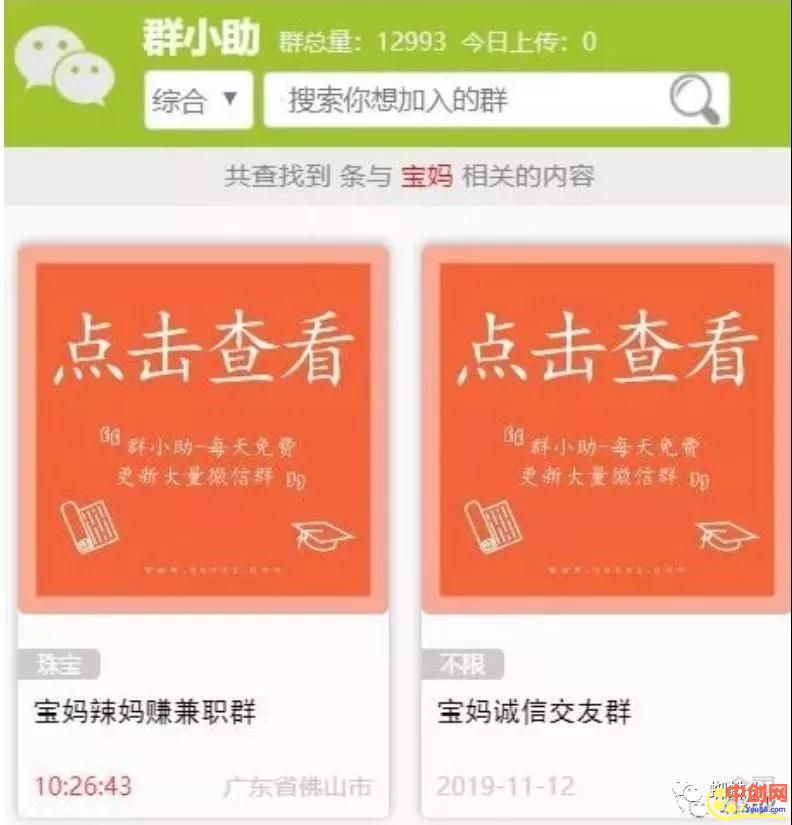 群小助 群总量：12993 今日上传：0
综合▼ 搜索你想加入的群
共查找到 条与 宝妈 相关的内容
点击查看
群小助-每天免费
更新大量微信群
点击查看
群小助-每天免费
更新大量微信群
珠宝
宝妈辣妈赚兼职群
10:26:43 广东省佛山市
不限
宝妈诚信交友群
2019-11-12
中创网